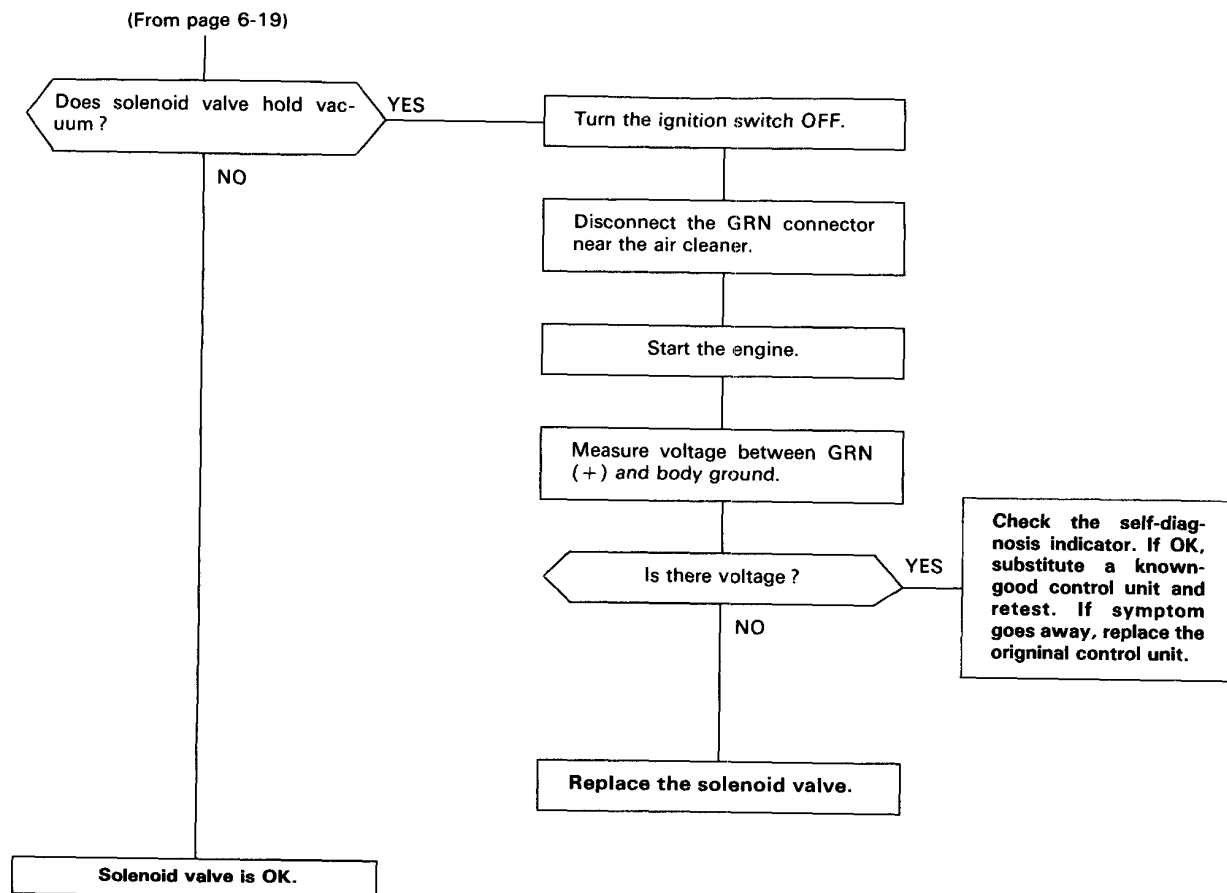 (From page 6-19)
Does solenoid valve hold vac-
uum ?
YES
Turn the ignition switch OFF.
NO
Disconnect the GRN connector
near the air cleaner.
Start the engine.
Measure voltage between GRN
(+) and body ground.
Is there voltage ?
YES
Check the self-diag-
nosis indicator. If OK,
substitute a known-
good control unit and
retest. If symptom
goes away, replace the
origninal control unit.
NO
Replace the solenoid valve.
Solenoid valve is OK.